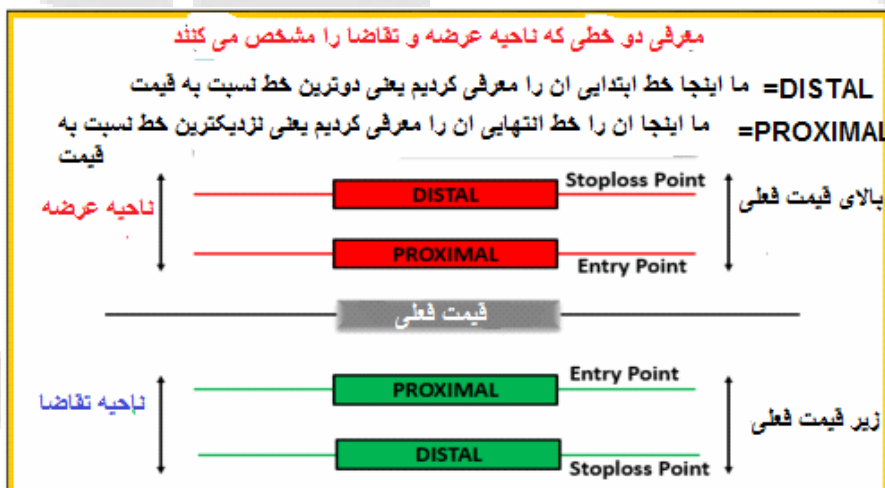 معرفی دو خطی که ناحیه عرضه و تقاضا را مشخص می کنند
DISTAL= ما اینجا خط ابتدایی ان را معرفی کردیم یعنی دوترین خط نسبت به قیمت
PROXIMAL= ما اینجا ان را خط انتهایی ان را معرفی کردیم یعنی نزدیکترین خط نسبت به
قیمت
Stoploss Point
DISTAL
بالای قیمت فعلی
ناحیه عرضه
PROXIMAL
Entry Point
قیمت فعلی
Entry Point
PROXIMAL
ناحیه تقاضا
زیر قیمت فعلی
DISTAL
Stoploss Point